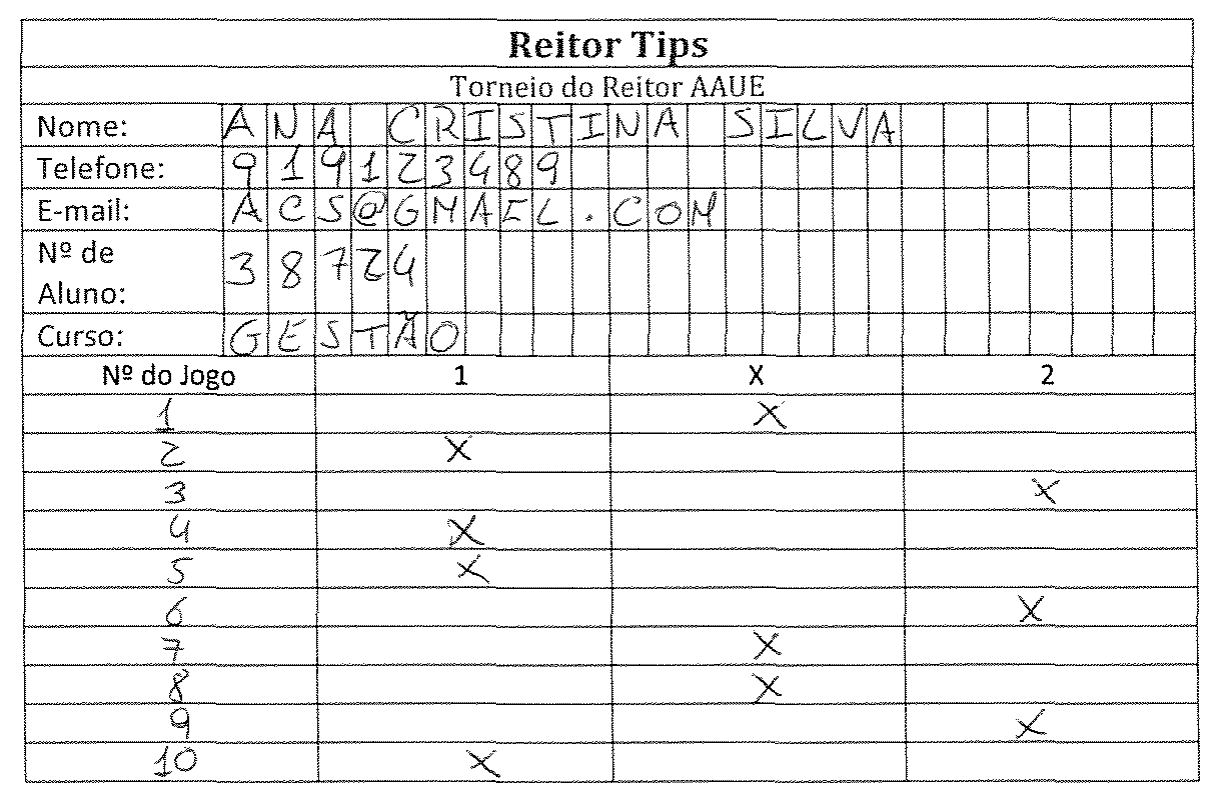 Reitor Tips
Torneio do Reitor AAUE
Nome: ANA CRISTINA SILVA
Telefone: 919123489
E-mail: ACS@GMAEL.COM
Nº de Aluno: 38724
Curso: GESTÃO
Nº do Jogo 1 X 2
1 X
2 X
3 X
4 X
5 X
6 X
7 X
8 X
9 X
10 X